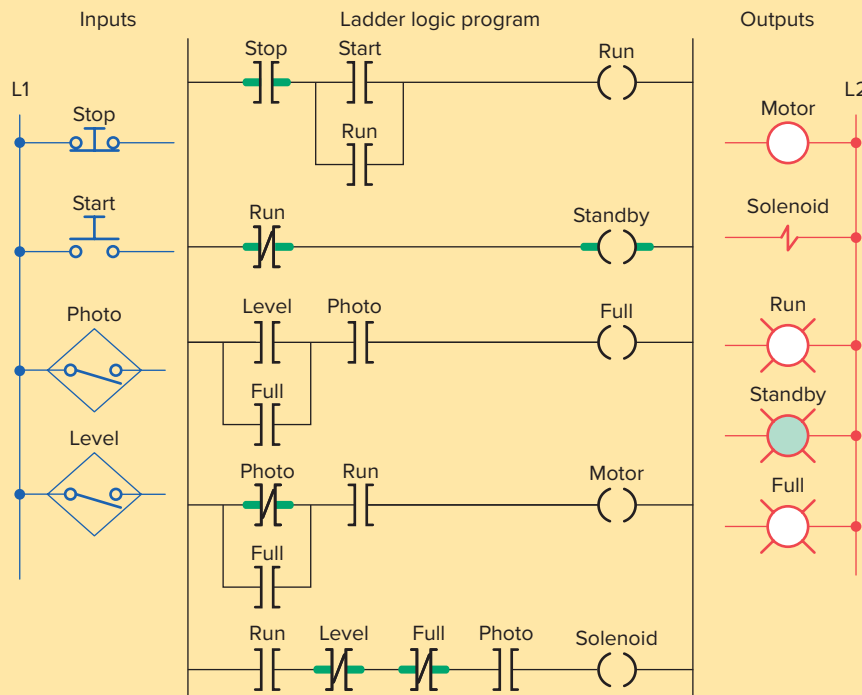 Inputs
Ladder logic program
Outputs
L1
L2
Stop
Start
Photo
Level
Stop Start Run
Run
Run Standby
Level Photo Full
Full
Photo Run Motor
Full
Run Level Full Photo Solenoid
Motor
Solenoid
Run
Standby
Full